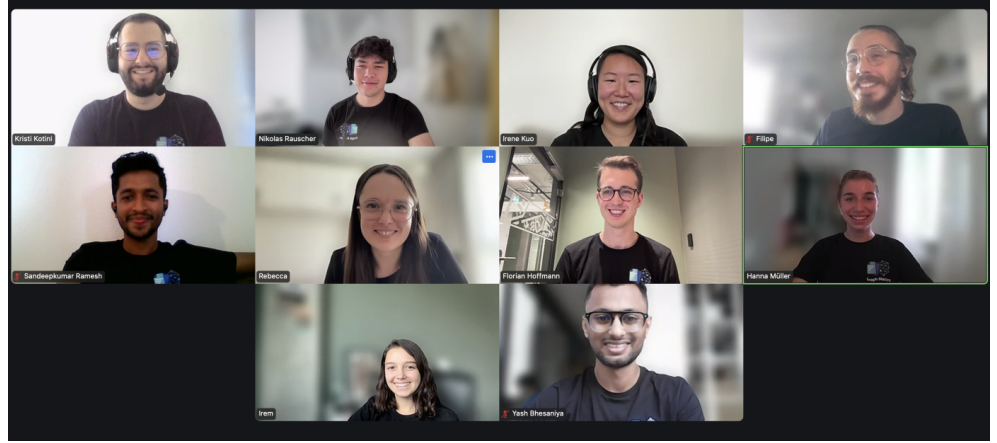 Kristi Kotini
Nikolas Rauscher
Irene Kuo
Filipe
Sandeepkumar Ramesh
Rebecca
Florian Hoffmann
Hanna Müller
Irem
Yash Bhesaniya